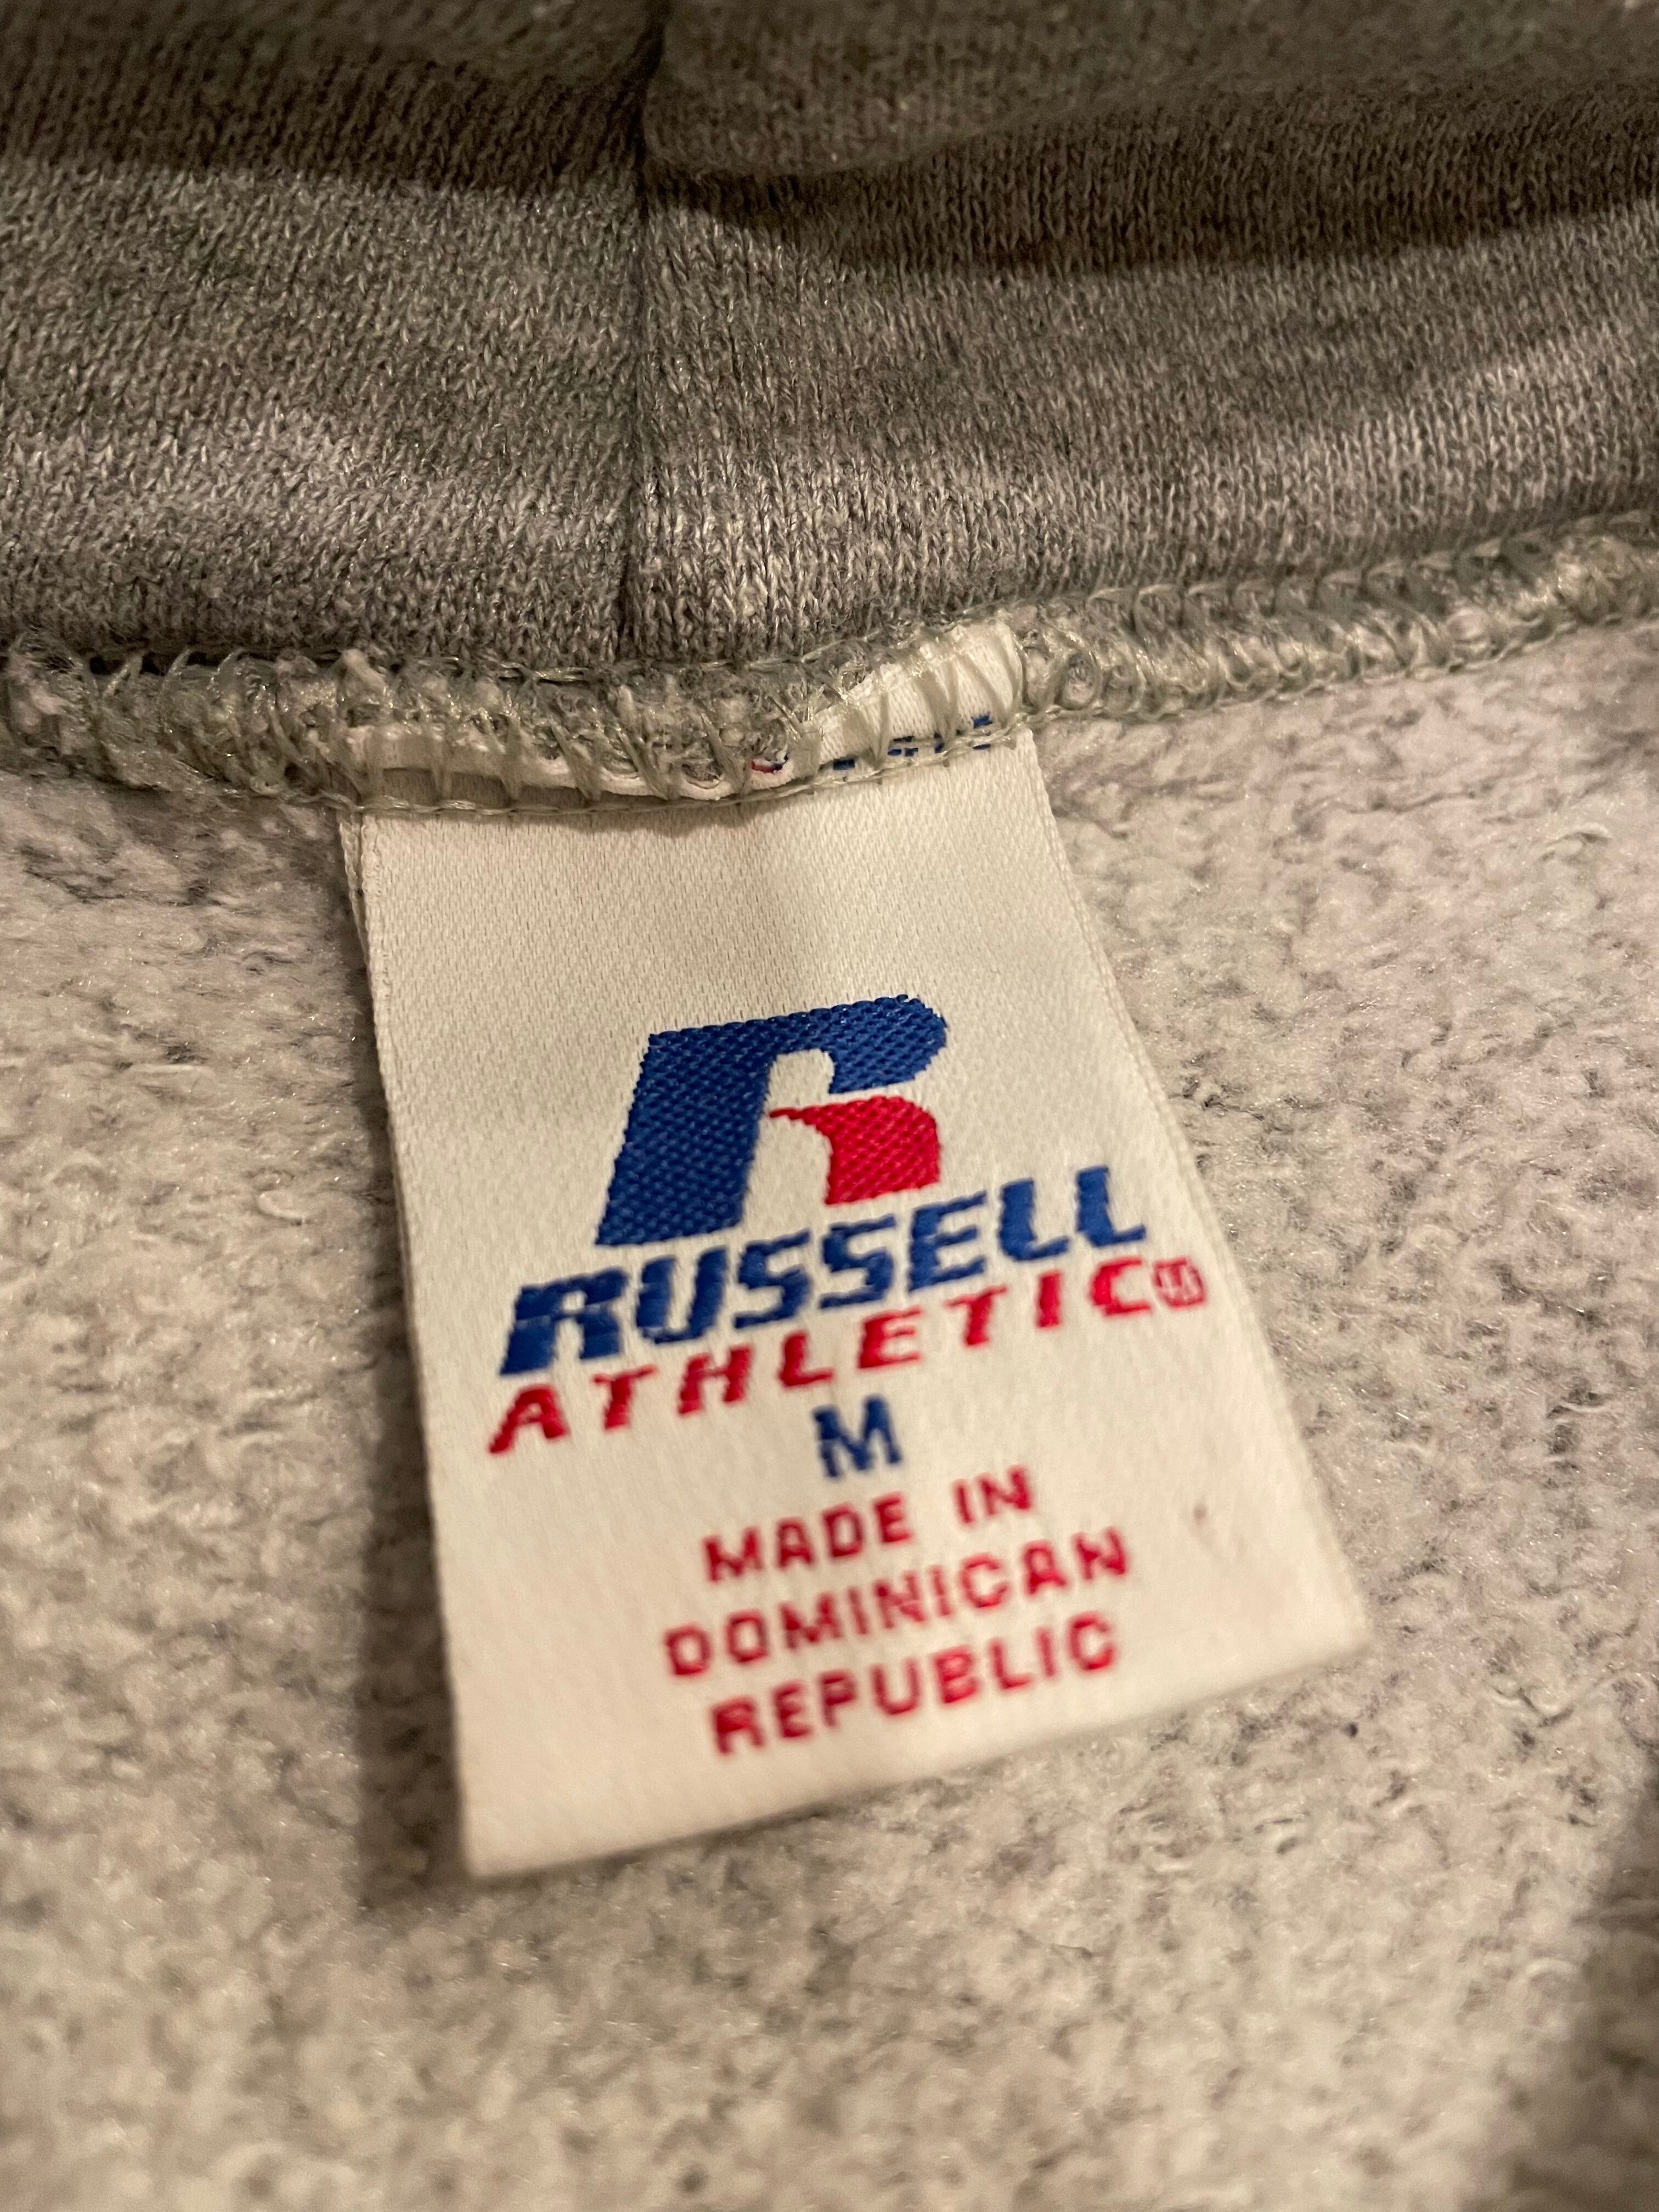 R
RUSSELL
ATHLETIC®
M
MADE IN
DOMINICAN
REPUBLIC